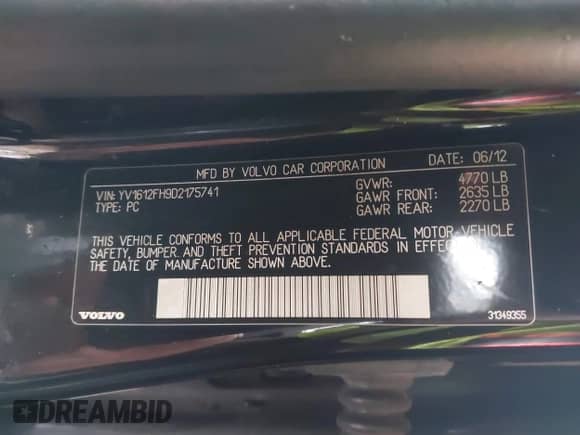 MFD BY VOLVO CAR CORPORATION DATE: 06/12
VIN: YV1612FH9D2175741 GVWR: 4770 LB
TYPE: PC GAWR FRONT: 2635 LB
GAWR REAR: 2270 LB
THIS VEHICLE CONFORMS TO ALL APPLICABLE FEDERAL MOTOR VEHICLE
SAFETY, BUMPER AND THEFT PREVENTION STANDARDS IN EFFECT
THE DATE OF MANUFACTURE SHOWN ABOVE.
VOLVO 31349355
DREAMBID